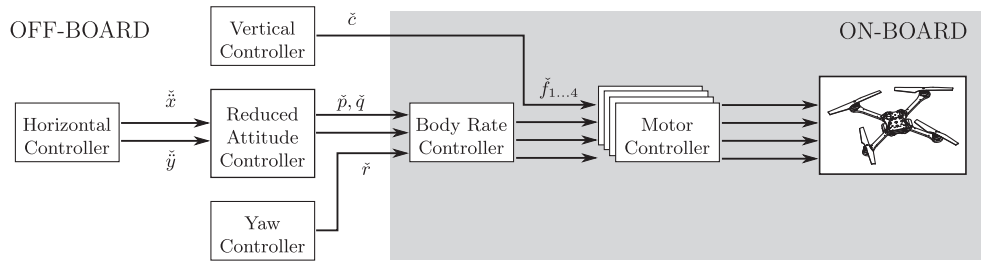 OFF-BOARD
ON-BOARD
Vertical
Controller
č
Horizontal
Controller
ẍ̌
ÿ̌
Reduced
Attitude
Controller
p̌, q̌
Yaw
Controller
ř
Body Rate
Controller
f̌1...4
Motor
Controller